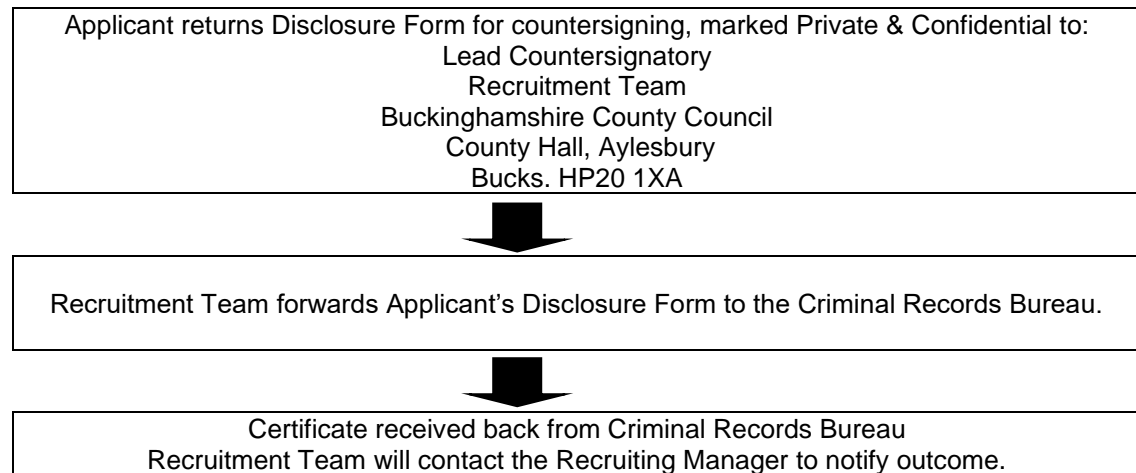 Applicant returns Disclosure Form for countersigning, marked Private & Confidential to:
Lead Countersignatory
Recruitment Team
Buckinghamshire County Council
County Hall, Aylesbury
Bucks. HP20 1XA
Recruitment Team forwards Applicant's Disclosure Form to the Criminal Records Bureau.
Certificate received back from Criminal Records Bureau
Recruitment Team will contact the Recruiting Manager to notify outcome.